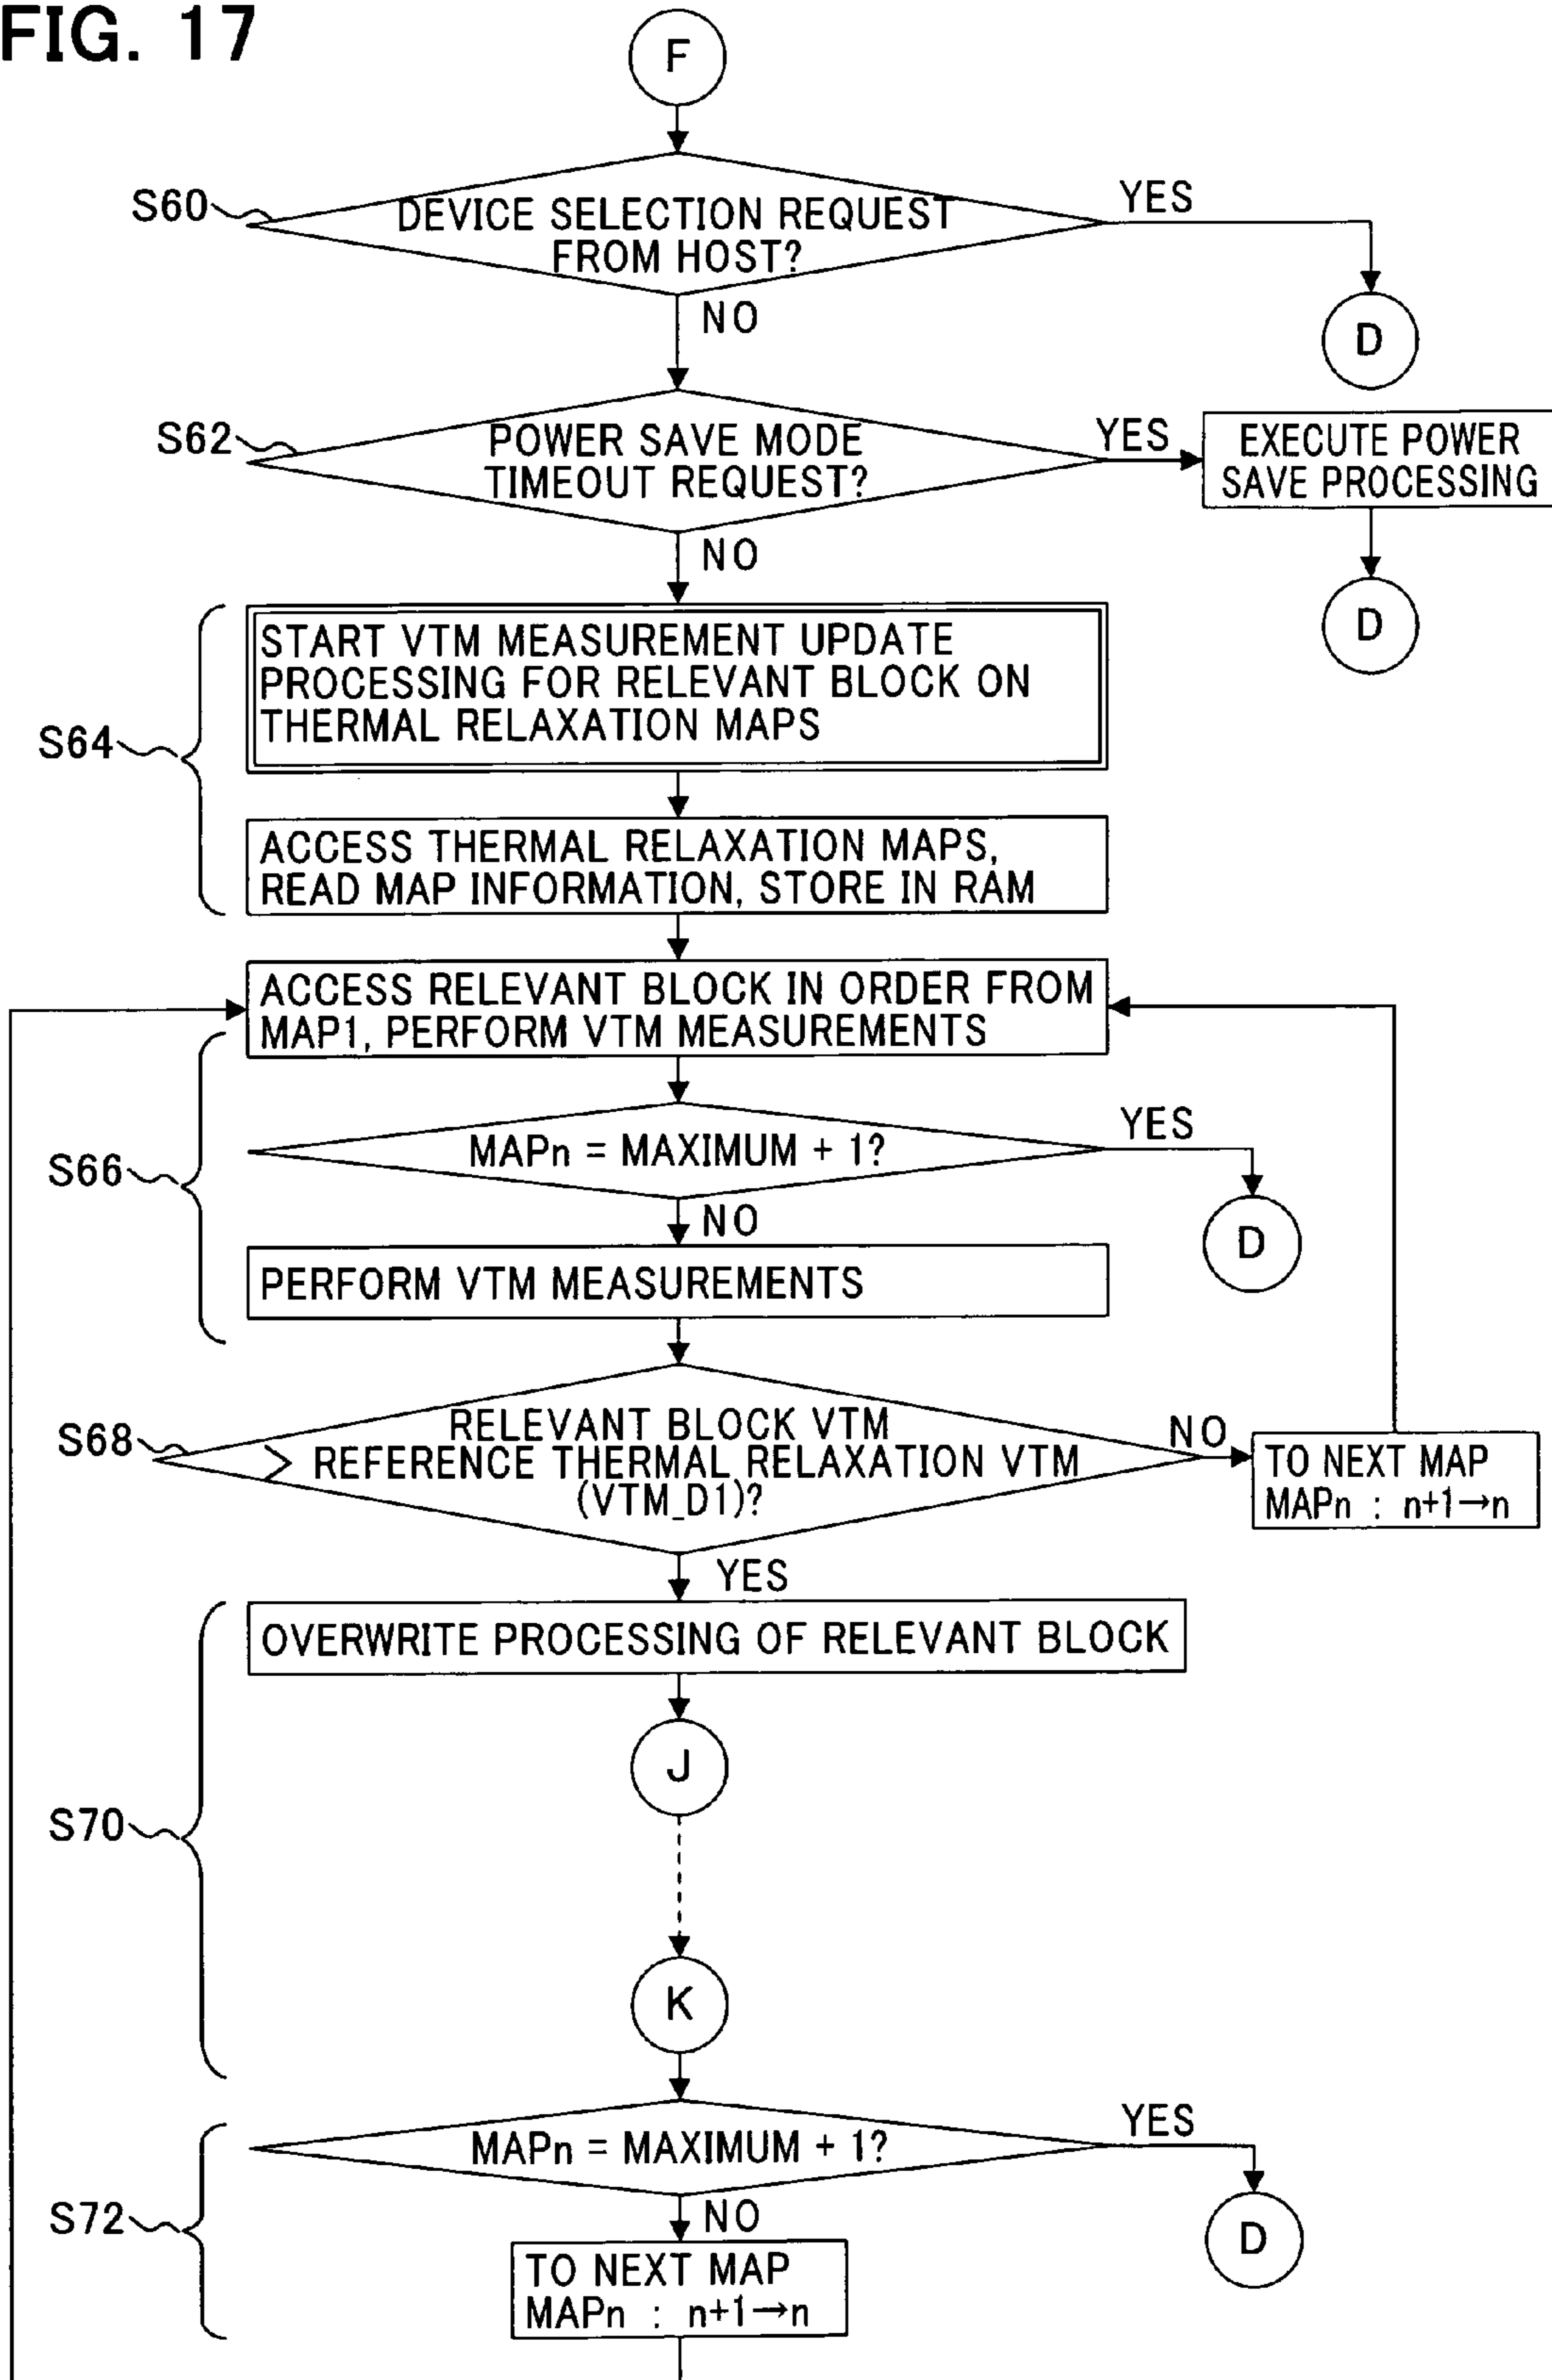 FIG. 17
F
S60
DEVICE SELECTION REQUEST
FROM HOST?
YES
D
NO
S62
POWER SAVE MODE
TIMEOUT REQUEST?
YES
EXECUTE POWER
SAVE PROCESSING
D
NO
S64
START VTM MEASUREMENT UPDATE
PROCESSING FOR RELEVANT BLOCK ON
THERMAL RELAXATION MAPS
ACCESS THERMAL RELAXATION MAPS,
READ MAP INFORMATION, STORE IN RAM
ACCESS RELEVANT BLOCK IN ORDER FROM
MAP1, PERFORM VTM MEASUREMENTS
S66
MAPn = MAXIMUM + 1?
YES
D
NO
PERFORM VTM MEASUREMENTS
S68
RELEVANT BLOCK VTM
> REFERENCE THERMAL RELAXATION VTM
(VTM_D1)?
NO
TO NEXT MAP
MAPn : n+1→n
YES
S70
OVERWRITE PROCESSING OF RELEVANT BLOCK
J
K
S72
MAPn = MAXIMUM + 1?
YES
D
NO
TO NEXT MAP
MAPn : n+1→n